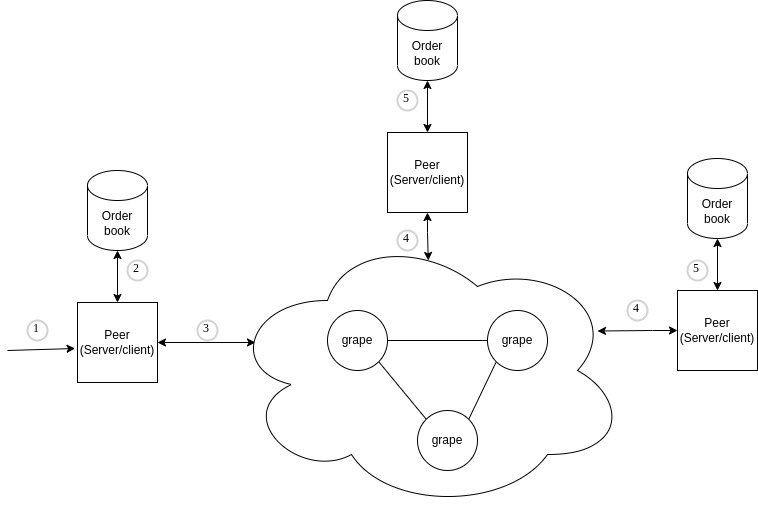 Order
book
5
Peer
(Server/client)
4
Order
book
2
Order
book
5
1
Peer
(Server/client)
3
grape
grape
grape
4
Peer
(Server/client)